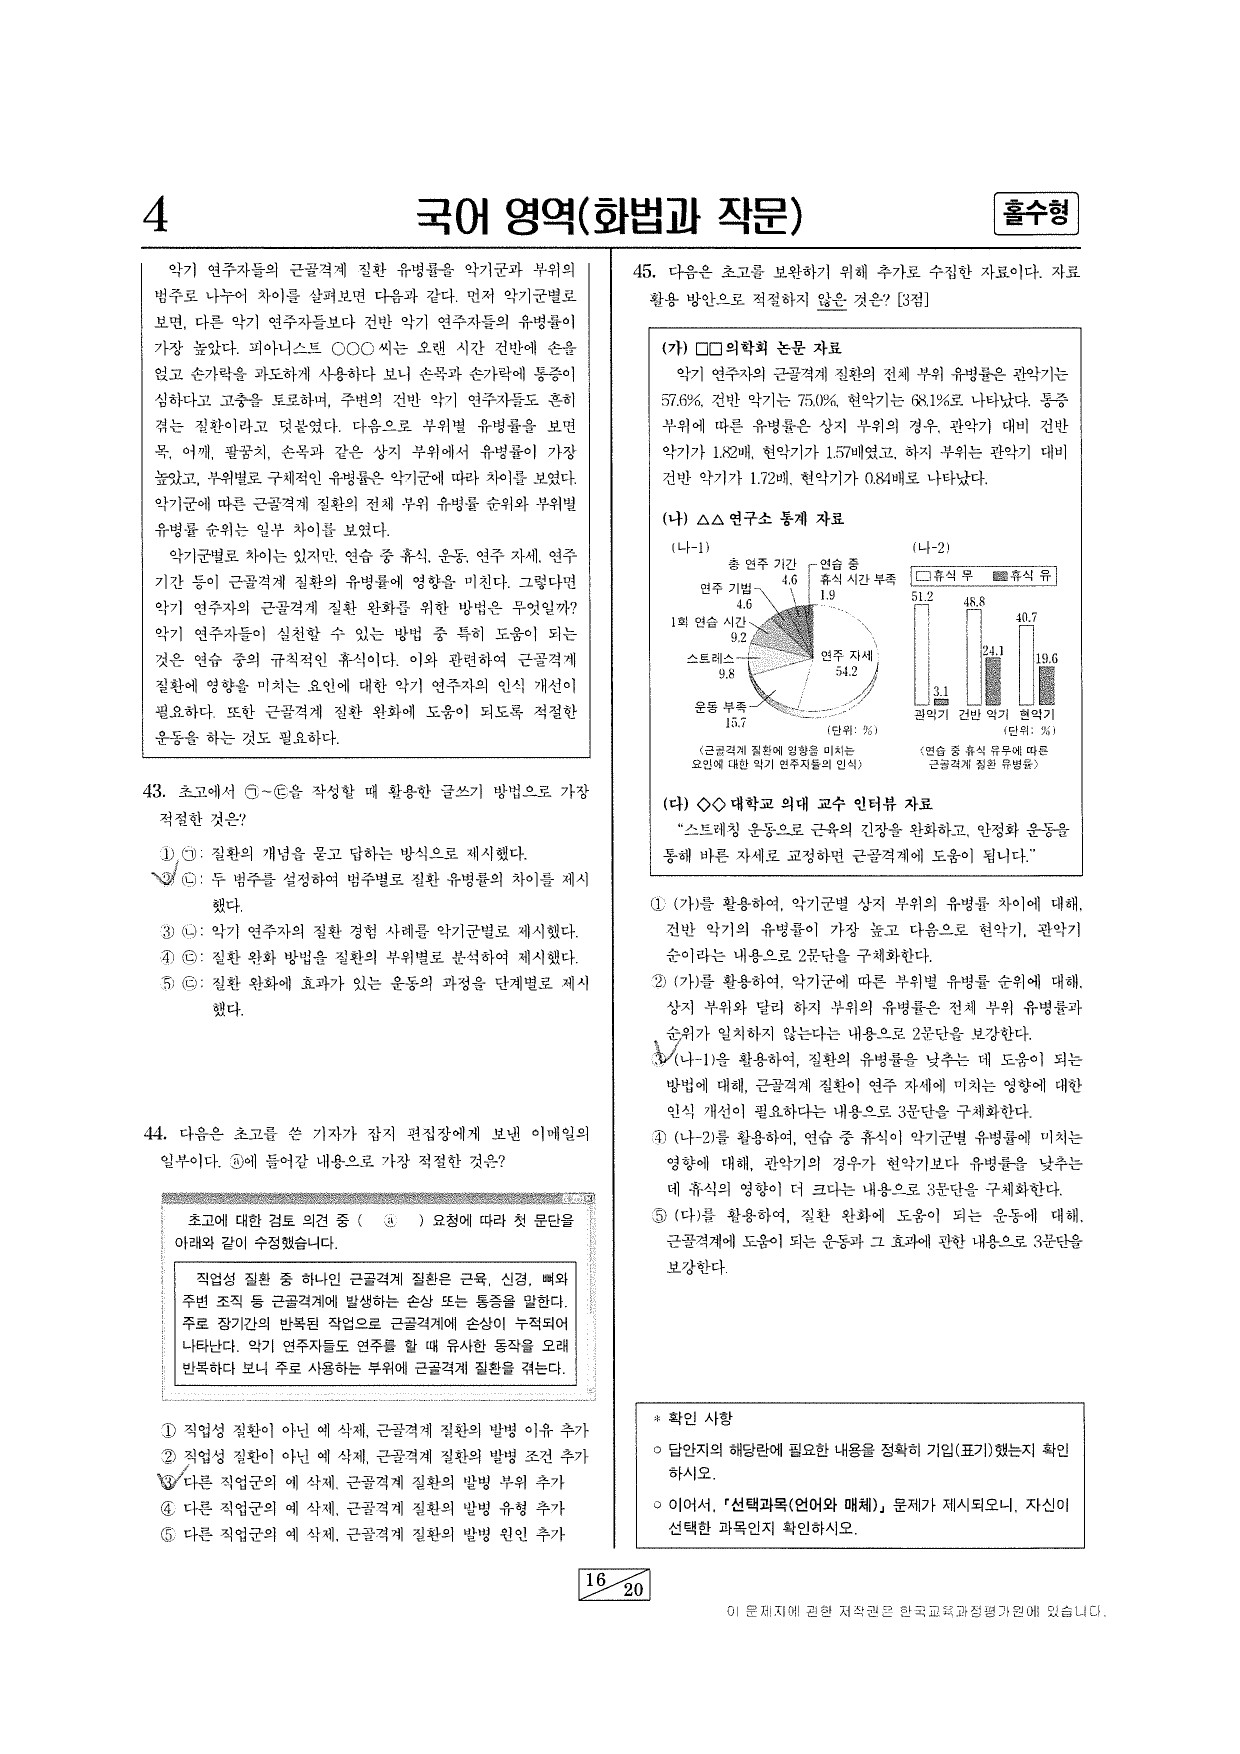 4
국어 영역(화법과 작문)
홀수형
악기 연주자들의 근골격계 질환 유병률을 악기군과 부위의
범주로 나누어 차이를 살펴보면 다음과 같다. 먼저 악기군별로
보면, 다른 악기 연주자들보다 건반 악기 연주자들의 유병률이
가장 높았다. 피아니스트 ○○○ 씨는 오랜 시간 건반에 손을
얹고 손가락을 과도하게 사용하다 보니 손목과 손가락에 통증이
심하다고 고충을 토로하며, 주변의 건반 악기 연주자들도 흔히
겪는 질환이라고 덧붙였다. 다음으로 부위별 유병률을 보면
목, 어깨, 팔꿈치, 손목과 같은 상지 부위에서 유병률이 가장
높았고, 부위별로 구체적인 유병률은 악기군에 따라 차이를 보였다.
악기군에 따른 근골격계 질환의 전체 부위 유병률 순위와 부위별
유병률 순위는 일부 차이를 보였다.
악기군별로 차이는 있지만, 연습 중 휴식, 운동, 연주 자세, 연주
기간 등이 근골격계 질환의 유병률에 영향을 미친다. 그렇다면
악기 연주자의 근골격계 질환 완화를 위한 방법은 무엇일까?
악기 연주자들이 실천할 수 있는 방법 중 특히 도움이 되는
것은 연습 중의 규칙적인 휴식이다. 이와 관련하여 근골격계
질환에 영향을 미치는 요인에 대한 악기 연주자의 인식 개선이
필요하다. 또한 근골격계 질환 완화에 도움이 되도록 적절한
운동을 하는 것도 필요하다.
43. 초고에서 ㉠~㉢을 작성할 때 활용한 글쓰기 방법으로 가장
적절한 것은?
① ㉠: 질환의 개념을 묻고 답하는 방식으로 제시했다.
② ㉡: 두 범주를 설정하여 범주별로 질환 유병률의 차이를 제시
했다.
③ ㉡: 악기 연주자의 질환 경험 사례를 악기군별로 제시했다.
④ ㉢: 질환 완화 방법을 질환의 부위별로 분석하여 제시했다.
⑤ ㉢: 질환 완화에 효과가 있는 운동의 과정을 단계별로 제시
했다.
44. 다음은 초고를 쓴 기자가 잡지 편집장에게 보낸 이메일의
일부이다. ⓐ에 들어갈 내용으로 가장 적절한 것은?
초고에 대한 검토 의견 중 ( ⓐ ) 요청에 따라 첫 문단을
아래와 같이 수정했습니다.
직업성 질환 중 하나인 근골격계 질환은 근육, 신경, 뼈와
주변 조직 등 근골격계에 발생하는 손상 또는 통증을 말한다.
주로 장기간의 반복된 작업으로 근골격계에 손상이 누적되어
나타난다. 악기 연주자들도 연주를 할 때 유사한 동작을 오래
반복하다 보니 주로 사용하는 부위에 근골격계 질환을 겪는다.
① 직업성 질환이 아닌 예 삭제, 근골격계 질환의 발병 이유 추가
② 직업성 질환이 아닌 예 삭제, 근골격계 질환의 발병 조건 추가
③ 다른 직업군의 예 삭제, 근골격계 질환의 발병 부위 추가
④ 다른 직업군의 예 삭제, 근골격계 질환의 발병 유형 추가
⑤ 다른 직업군의 예 삭제, 근골격계 질환의 발병 원인 추가
45. 다음은 초고를 보완하기 위해 추가로 수집한 자료이다. 자료
활용 방안으로 적절하지 않은 것은? [3점]
(가) □□의학회 논문 자료
악기 연주자의 근골격계 질환의 전체 부위 유병률은 관악기는
57.6%, 건반 악기는 75.0%, 현악기는 68.1%로 나타났다. 통증
부위에 따른 유병률은 상지 부위의 경우, 관악기 대비 건반
악기가 1.82배, 현악기가 1.57배였고, 하지 부위는 관악기 대비
건반 악기가 1.72배, 현악기가 0.84배로 나타났다.
(나) △△연구소 통계 자료
(나-1)
총 연주 기간
4.6
연습 중
휴식 시간 부족
1.9
연주 기법
4.6
1회 연습 시간
9.2
스트레스
9.8
연주 자세
54.2
운동 부족
15.7
(단위: %)
〈근골격계 질환에 영향을 미치는
요인에 대한 악기 연주자들의 인식〉
(나-2)
휴식 무 휴식 유
51.2
48.8
40.7
3.1
24.1
19.6
관악기 건반 악기 현악기
(단위: %)
〈연습 중 휴식 유무에 따른
근골격계 질환 유병률〉
(다) ◇◇대학교 의대 교수 인터뷰 자료
“스트레칭 운동으로 근육의 긴장을 완화하고, 안정화 운동을
통해 바른 자세로 교정하면 근골격계에 도움이 됩니다.”
① (가)를 활용하여, 악기군별 상지 부위의 유병률 차이에 대해,
건반 악기의 유병률이 가장 높고 다음으로 현악기, 관악기
순이라는 내용으로 2문단을 구체화한다.
② (가)를 활용하여, 악기군에 따른 부위별 유병률 순위에 대해,
상지 부위와 달리 하지 부위의 유병률은 전체 부위 유병률과
순위가 일치하지 않는다는 내용으로 2문단을 보강한다.
③ (나-1)을 활용하여, 질환의 유병률을 낮추는 데 도움이 되는
방법에 대해, 근골격계 질환이 연주 자세에 미치는 영향에 대한
인식 개선이 필요하다는 내용으로 3문단을 구체화한다.
④ (나-2)를 활용하여, 연습 중 휴식이 악기군별 유병률에 미치는
영향에 대해, 관악기의 경우가 현악기보다 유병률을 낮추는
데 휴식의 영향이 더 크다는 내용으로 3문단을 구체화한다.
⑤ (다)를 활용하여, 질환 완화에 도움이 되는 운동에 대해,
근골격계에 도움이 되는 운동과 그 효과에 관한 내용으로 3문단을
보강한다.
* 확인 사항
○ 답안지의 해당란에 필요한 내용을 정확히 기입(표기)했는지 확인
하시오.
○ 이어서, 「선택과목(언어와 매체)」 문제가 제시되오니, 자신이
선택한 과목인지 확인하시오.
16
20
이 문제지에 관한 저작권은 한국교육과정평가원에 있습니다.